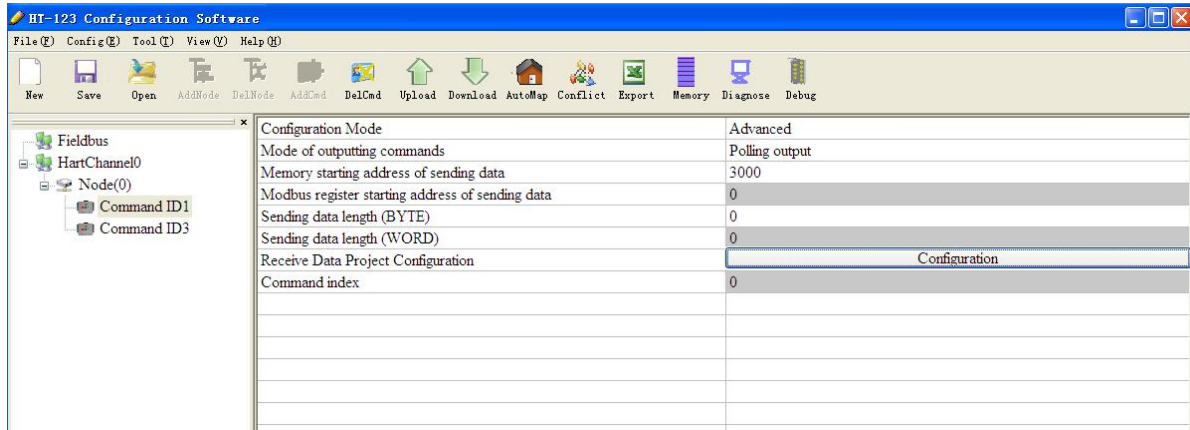 HT-123 Configuration Software
File(F) Config(E) Tool(T) View(V) Help(H)
New Save Open AddNode DelNode AddCmd DelCmd Upload Download AutoMap Conflict Export Memory Diagnose Debug
Fieldbus
HartChannel0
Node(0)
Command ID1
Command ID3
Configuration Mode Advanced
Mode of outputting commands Polling output
Memory starting address of sending data 3000
Modbus register starting address of sending data 0
Sending data length (BYTE) 0
Sending data length (WORD) 0
Receive Data Project Configuration Configuration
Command index 0